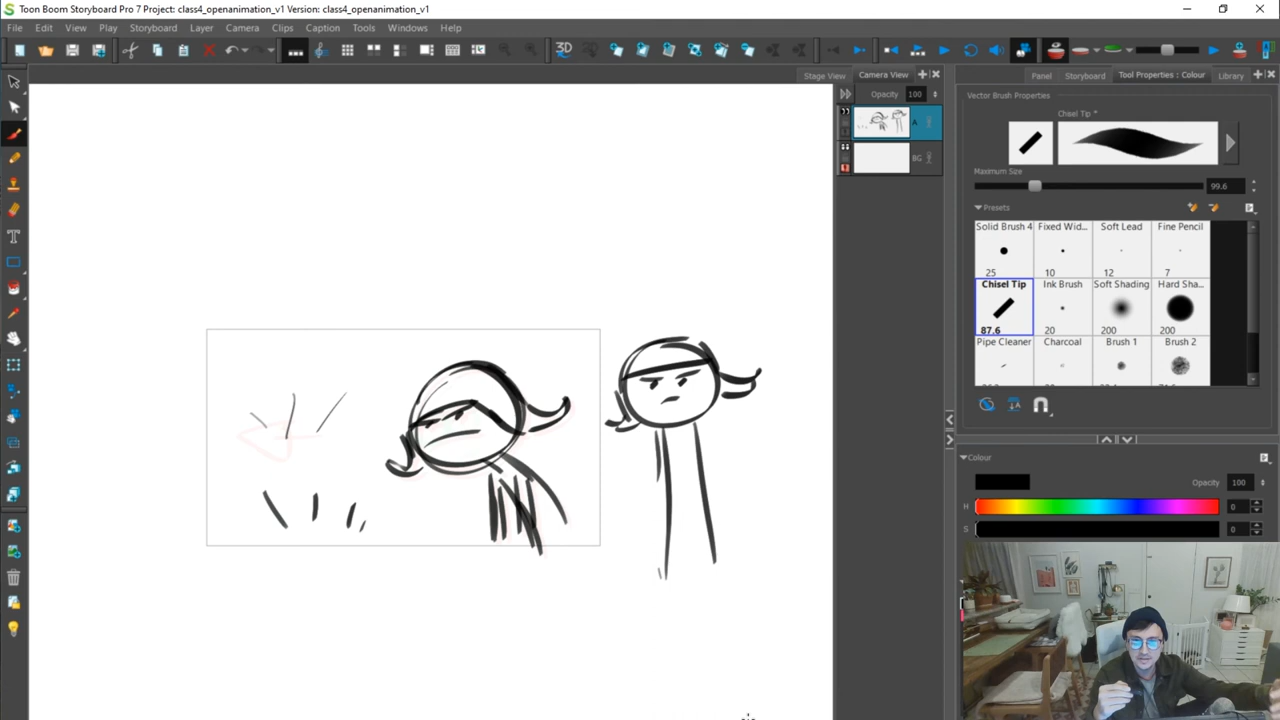 Toon Boom Storyboard Pro 7 Project: class4_openanimation_v1 Version: class4_openanimation_v1
File Edit View Play Storyboard Layer Camera Clips Caption Tools Windows Help
3D
Stage View Camera View
Panel Storyboard Tool Properties : Colour Library
Opacity 100
A
BG
Vector Brush Properties
Chisel Tip *
Maximum Size
99.6
Presets
Solid Brush 4 Fixed Wid... Soft Lead Fine Pencil
25 10 12 7
Chisel Tip Ink Brush Soft Shading Hard Sha...
87.6 20 200 200
Pipe Cleaner Charcoal Brush 1 Brush 2
Colour
Opacity 100
H 0
S 0